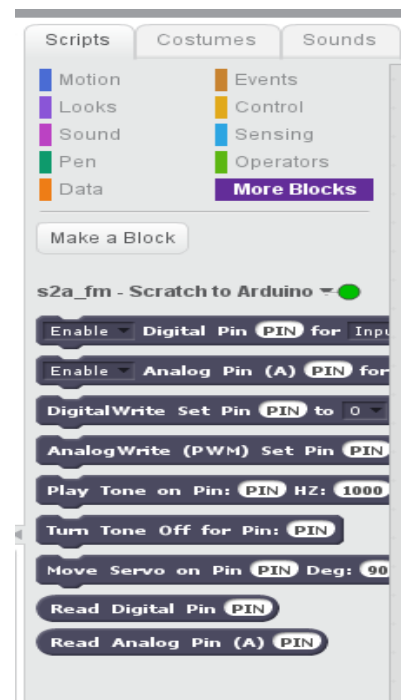 Scripts Costumes Sounds
Motion Events
Looks Control
Sound Sensing
Pen Operators
Data More Blocks
Make a Block
s2a_fm - Scratch to Arduino
Enable Digital Pin PIN for Inpu
Enable Analog Pin (A) PIN for
DigitalWrite Set Pin PIN to 0
AnalogWrite (PWM) Set Pin PIN
Play Tone on Pin: PIN HZ: 1000
Turn Tone Off for Pin: PIN
Move Servo on Pin PIN Deg: 90
Read Digital Pin PIN
Read Analog Pin (A) PIN